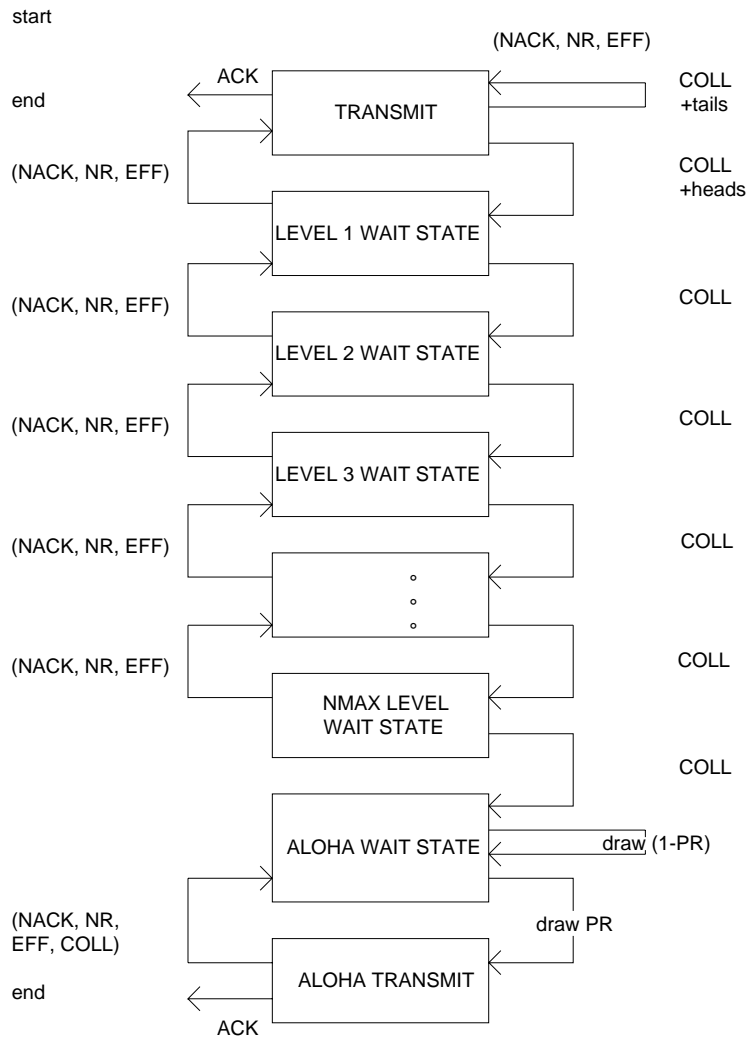 start
(NACK, NR, EFF)
ACK
COLL
+tails
end
TRANSMIT
(NACK, NR, EFF)
COLL
+heads
LEVEL 1 WAIT STATE
(NACK, NR, EFF)
COLL
LEVEL 2 WAIT STATE
(NACK, NR, EFF)
COLL
LEVEL 3 WAIT STATE
(NACK, NR, EFF)
COLL
(NACK, NR, EFF)
COLL
NMAX LEVEL
WAIT STATE
COLL
ALOHA WAIT STATE
draw (1-PR)
(NACK, NR,
EFF, COLL)
draw PR
ALOHA TRANSMIT
end
ACK